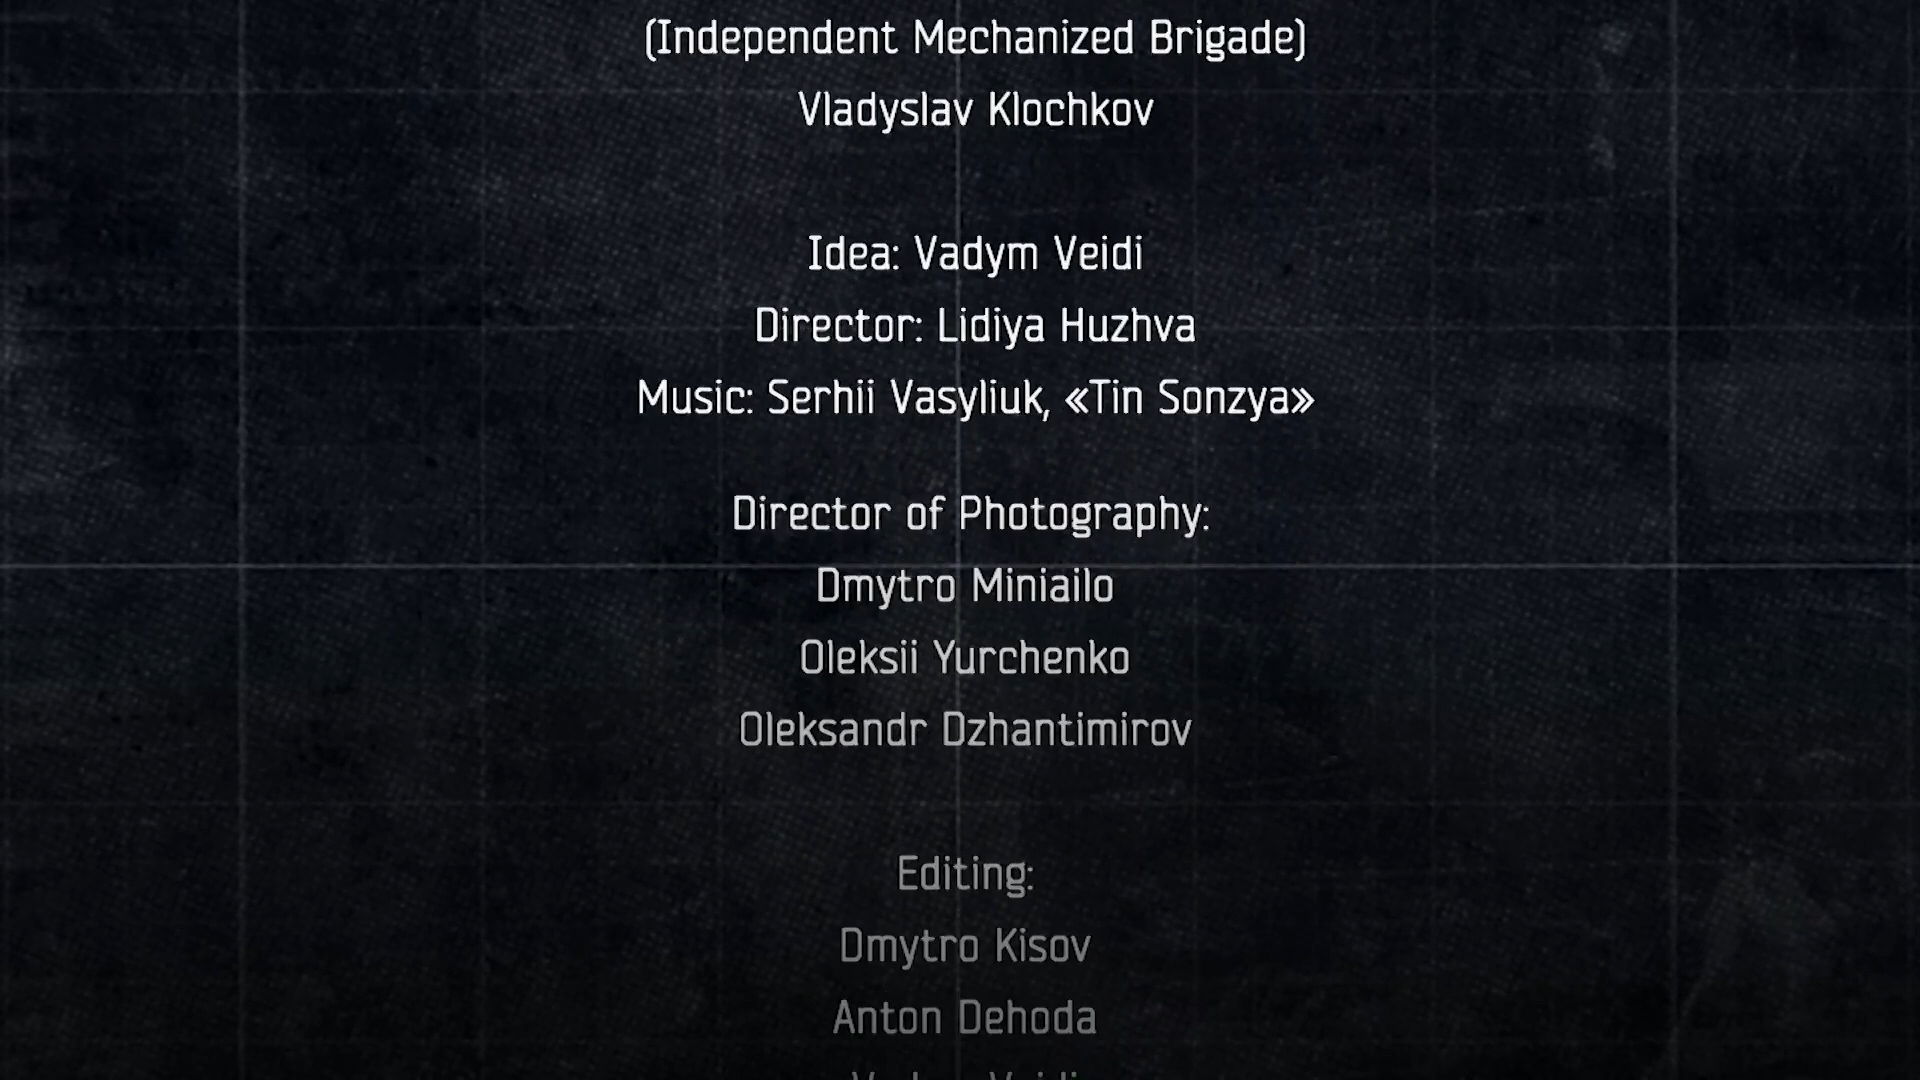 (Independent Mechanized Brigade)
Vladyslav Klochkov
Idea: Vadym Veidi
Director: Lidiya Huzhva
Music: Serhii Vasyliuk, «Tin Sonzya»
Director of Photography:
Dmytro Miniailo
Oleksii Yurchenko
Oleksandr Dzhantimirov
Editing:
Dmytro Kisov
Anton Dehoda